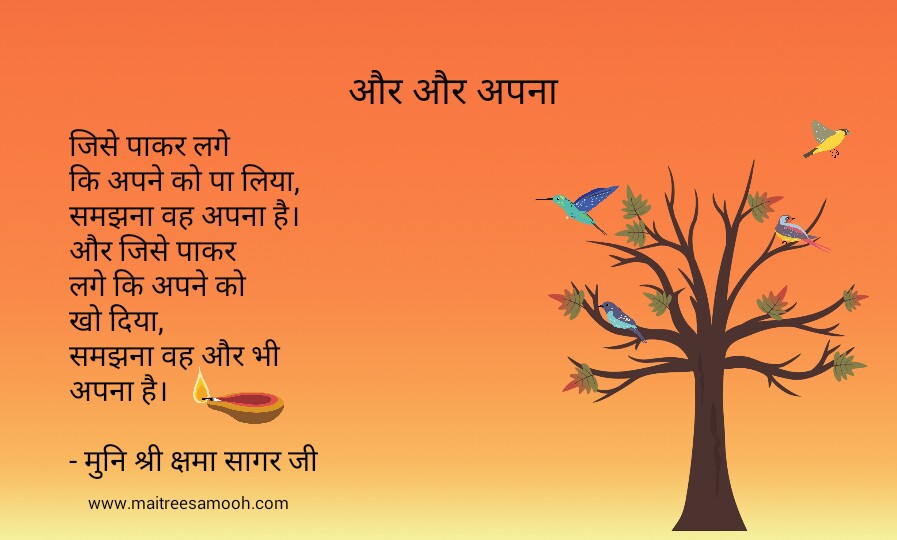 और और अपना
जिसे पाकर लगे
कि अपने को पा लिया,
समझना वह अपना है।
और जिसे पाकर
लगे कि अपने को
खो दिया,
समझना वह और भी
अपना है।
- मुनि श्री क्षमा सागर जी
www.maitreesamooh.com